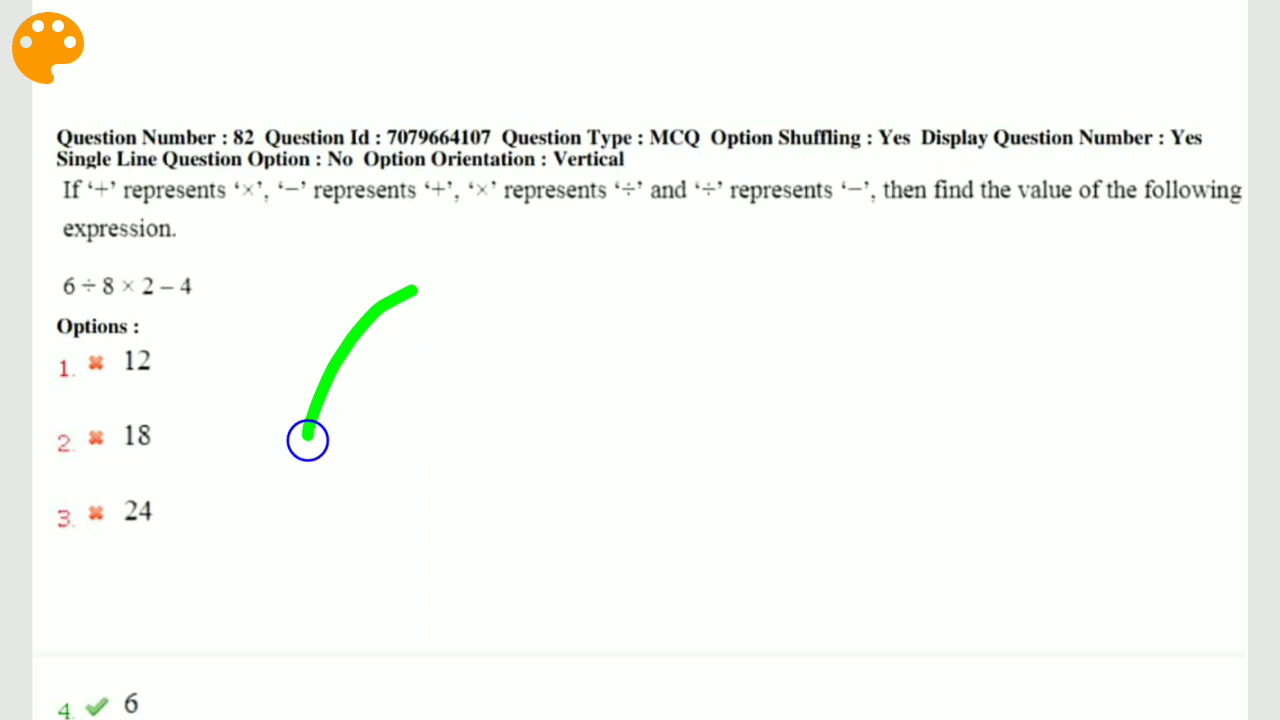 Question Number : 82 Question Id : 7079664107 Question Type : MCQ Option Shuffling : Yes Display Question Number : Yes
Single Line Question Option : No Option Orientation : Vertical
If ‘+’ represents ‘×’, ‘−’ represents ‘+’, ‘×’ represents ‘÷’ and ‘÷’ represents ‘−’, then find the value of the following
expression.
6 ÷ 8 × 2 – 4
Options :
1. ✖ 12
2. ✖ 18
3. ✖ 24
4. ✔ 6